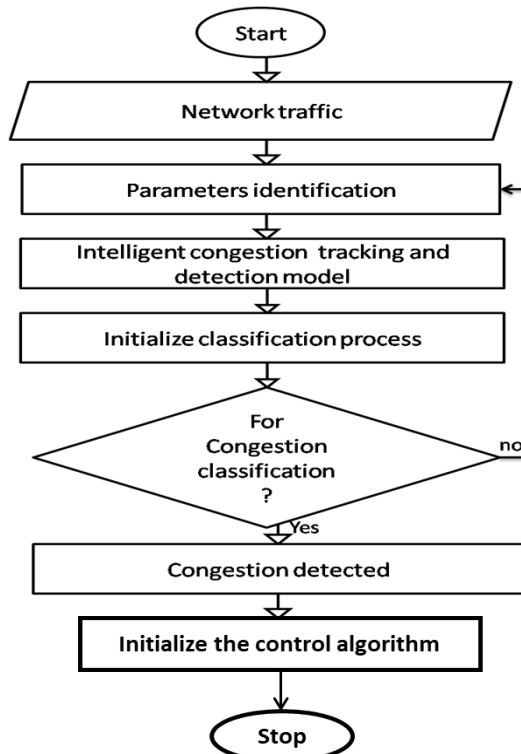 Start
Network traffic
Parameters identification
Intelligent congestion tracking and
detection model
Initialize classification process
For
Congestion
classification
?
no
Yes
Congestion detected
Initialize the control algorithm
Stop